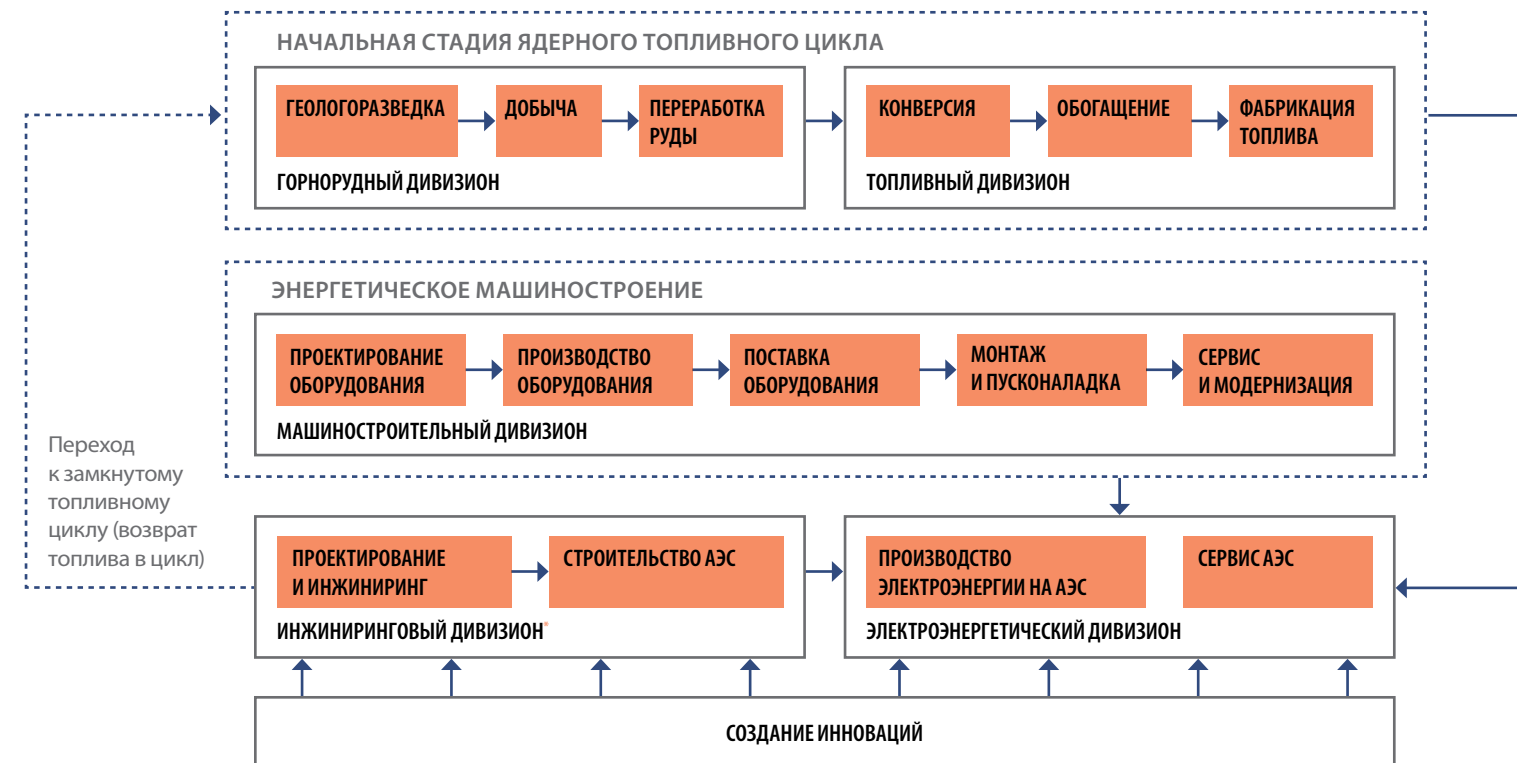 НАЧАЛЬНАЯ СТАДИЯ ЯДЕРНОГО ТОПЛИВНОГО ЦИКЛА
ГЕОЛОГОРАЗВЕДКА
ДОБЫЧА
ПЕРЕРАБОТКА
РУДЫ
ГОРНОРУДНЫЙ ДИВИЗИОН
КОНВЕРСИЯ
ОБОГАЩЕНИЕ
ФАБРИКАЦИЯ
ТОПЛИВА
ТОПЛИВНЫЙ ДИВИЗИОН
ЭНЕРГЕТИЧЕСКОЕ МАШИНОСТРОЕНИЕ
ПРОЕКТИРОВАНИЕ
ОБОРУДОВАНИЯ
ПРОИЗВОДСТВО
ОБОРУДОВАНИЯ
ПОСТАВКА
ОБОРУДОВАНИЯ
МОНТАЖ
И ПУСКОНАЛАДКА
СЕРВИС
И МОДЕРНИЗАЦИЯ
МАШИНОСТРОИТЕЛЬНЫЙ ДИВИЗИОН
Переход
к замкнутому
топливному
циклу (возврат
топлива в цикл)
ПРОЕКТИРОВАНИЕ
И ИНЖИНИРИНГ
СТРОИТЕЛЬСТВО АЭС
ИНЖИНИРИНГОВЫЙ ДИВИЗИОН*
ПРОИЗВОДСТВО
ЭЛЕКТРОЭНЕРГИИ НА АЭС
СЕРВИС АЭС
ЭЛЕКТРОЭНЕРГЕТИЧЕСКИЙ ДИВИЗИОН
СОЗДАНИЕ ИННОВАЦИЙ